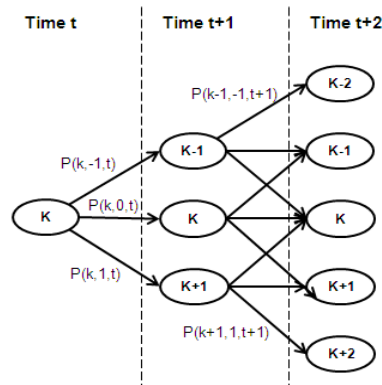 Time t
Time t+1
Time t+2
P(k-1,-1,t+1)
K-2
K-1
K-1
P(k,-1,t)
P(k,0,t)
K
K
K
P(k,1,t)
K+1
K+1
P(k+1,1,t+1)
K+2